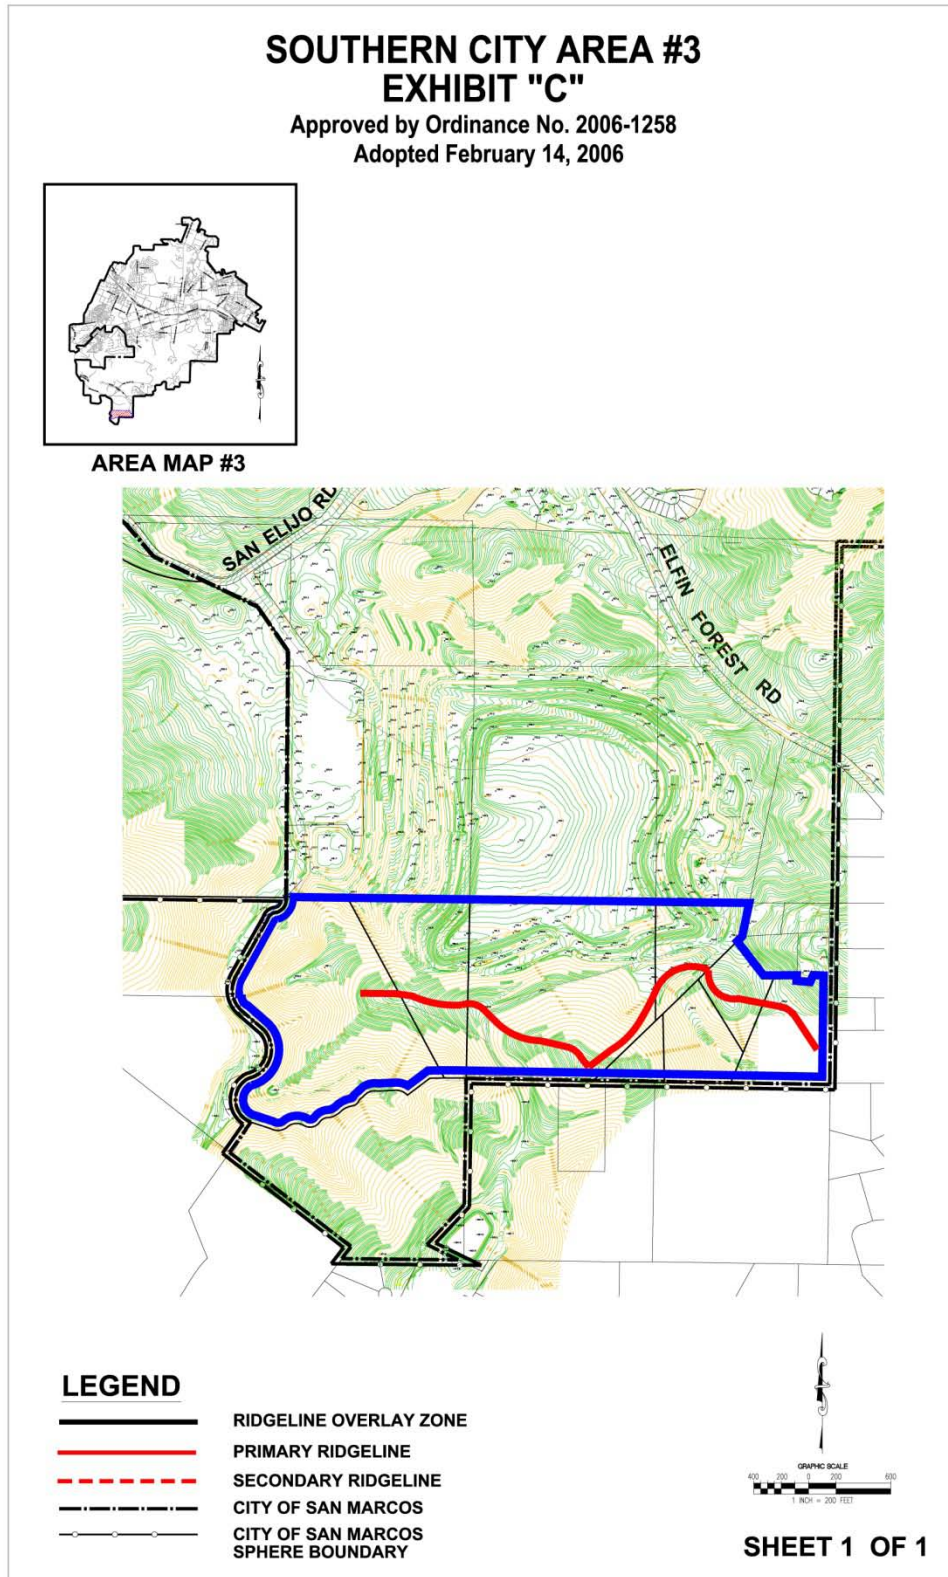 SOUTHERN CITY AREA #3
EXHIBIT "C"
Approved by Ordinance No. 2006-1258
Adopted February 14, 2006
AREA MAP #3
SAN ELIJO RD
ELFIN FOREST RD
LEGEND
RIDGELINE OVERLAY ZONE
PRIMARY RIDGELINE
SECONDARY RIDGELINE
CITY OF SAN MARCOS
CITY OF SAN MARCOS
SPHERE BOUNDARY
GRAPHIC SCALE
400 200 0 200 600
1 INCH = 200 FEET
SHEET 1 OF 1